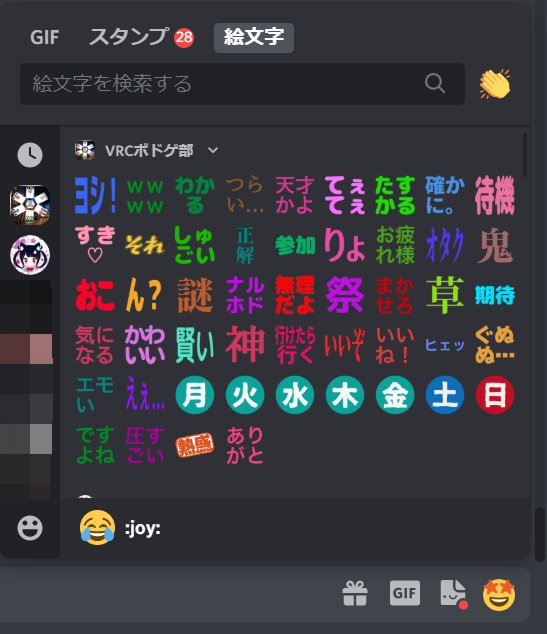 GIF スタンプ 28 絵文字
絵文字を検索する
VRCボドゲ部
ヨシ! wwww わかる つらい… 天才かよ てぇてぇ たすかる 確かに。 待機
すき♡ それ しゅごい 正解 参加 りょ お疲れ様 オタク 鬼
おこ ん? 謎 ナルホド 無理だよ 祭 まかせろ 草 期待
気になる かわいい 賢い 神 行けたら行く いいぞ いいね! ヒェッ ぐぬぬ…
エモい ええ… 月 火 水 木 金 土 日
ですよね 圧すごい 熱盛 ありがと
:joy:
GIF